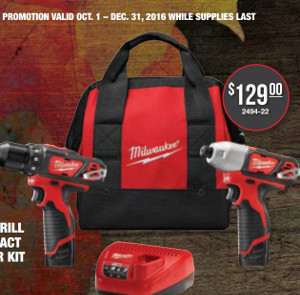 PROMOTION VALID OCT. 1 – DEC. 31, 2016 WHILE SUPPLIES LAST
$129.00
2494-22
Milwaukee
RILL
ACT
R KIT